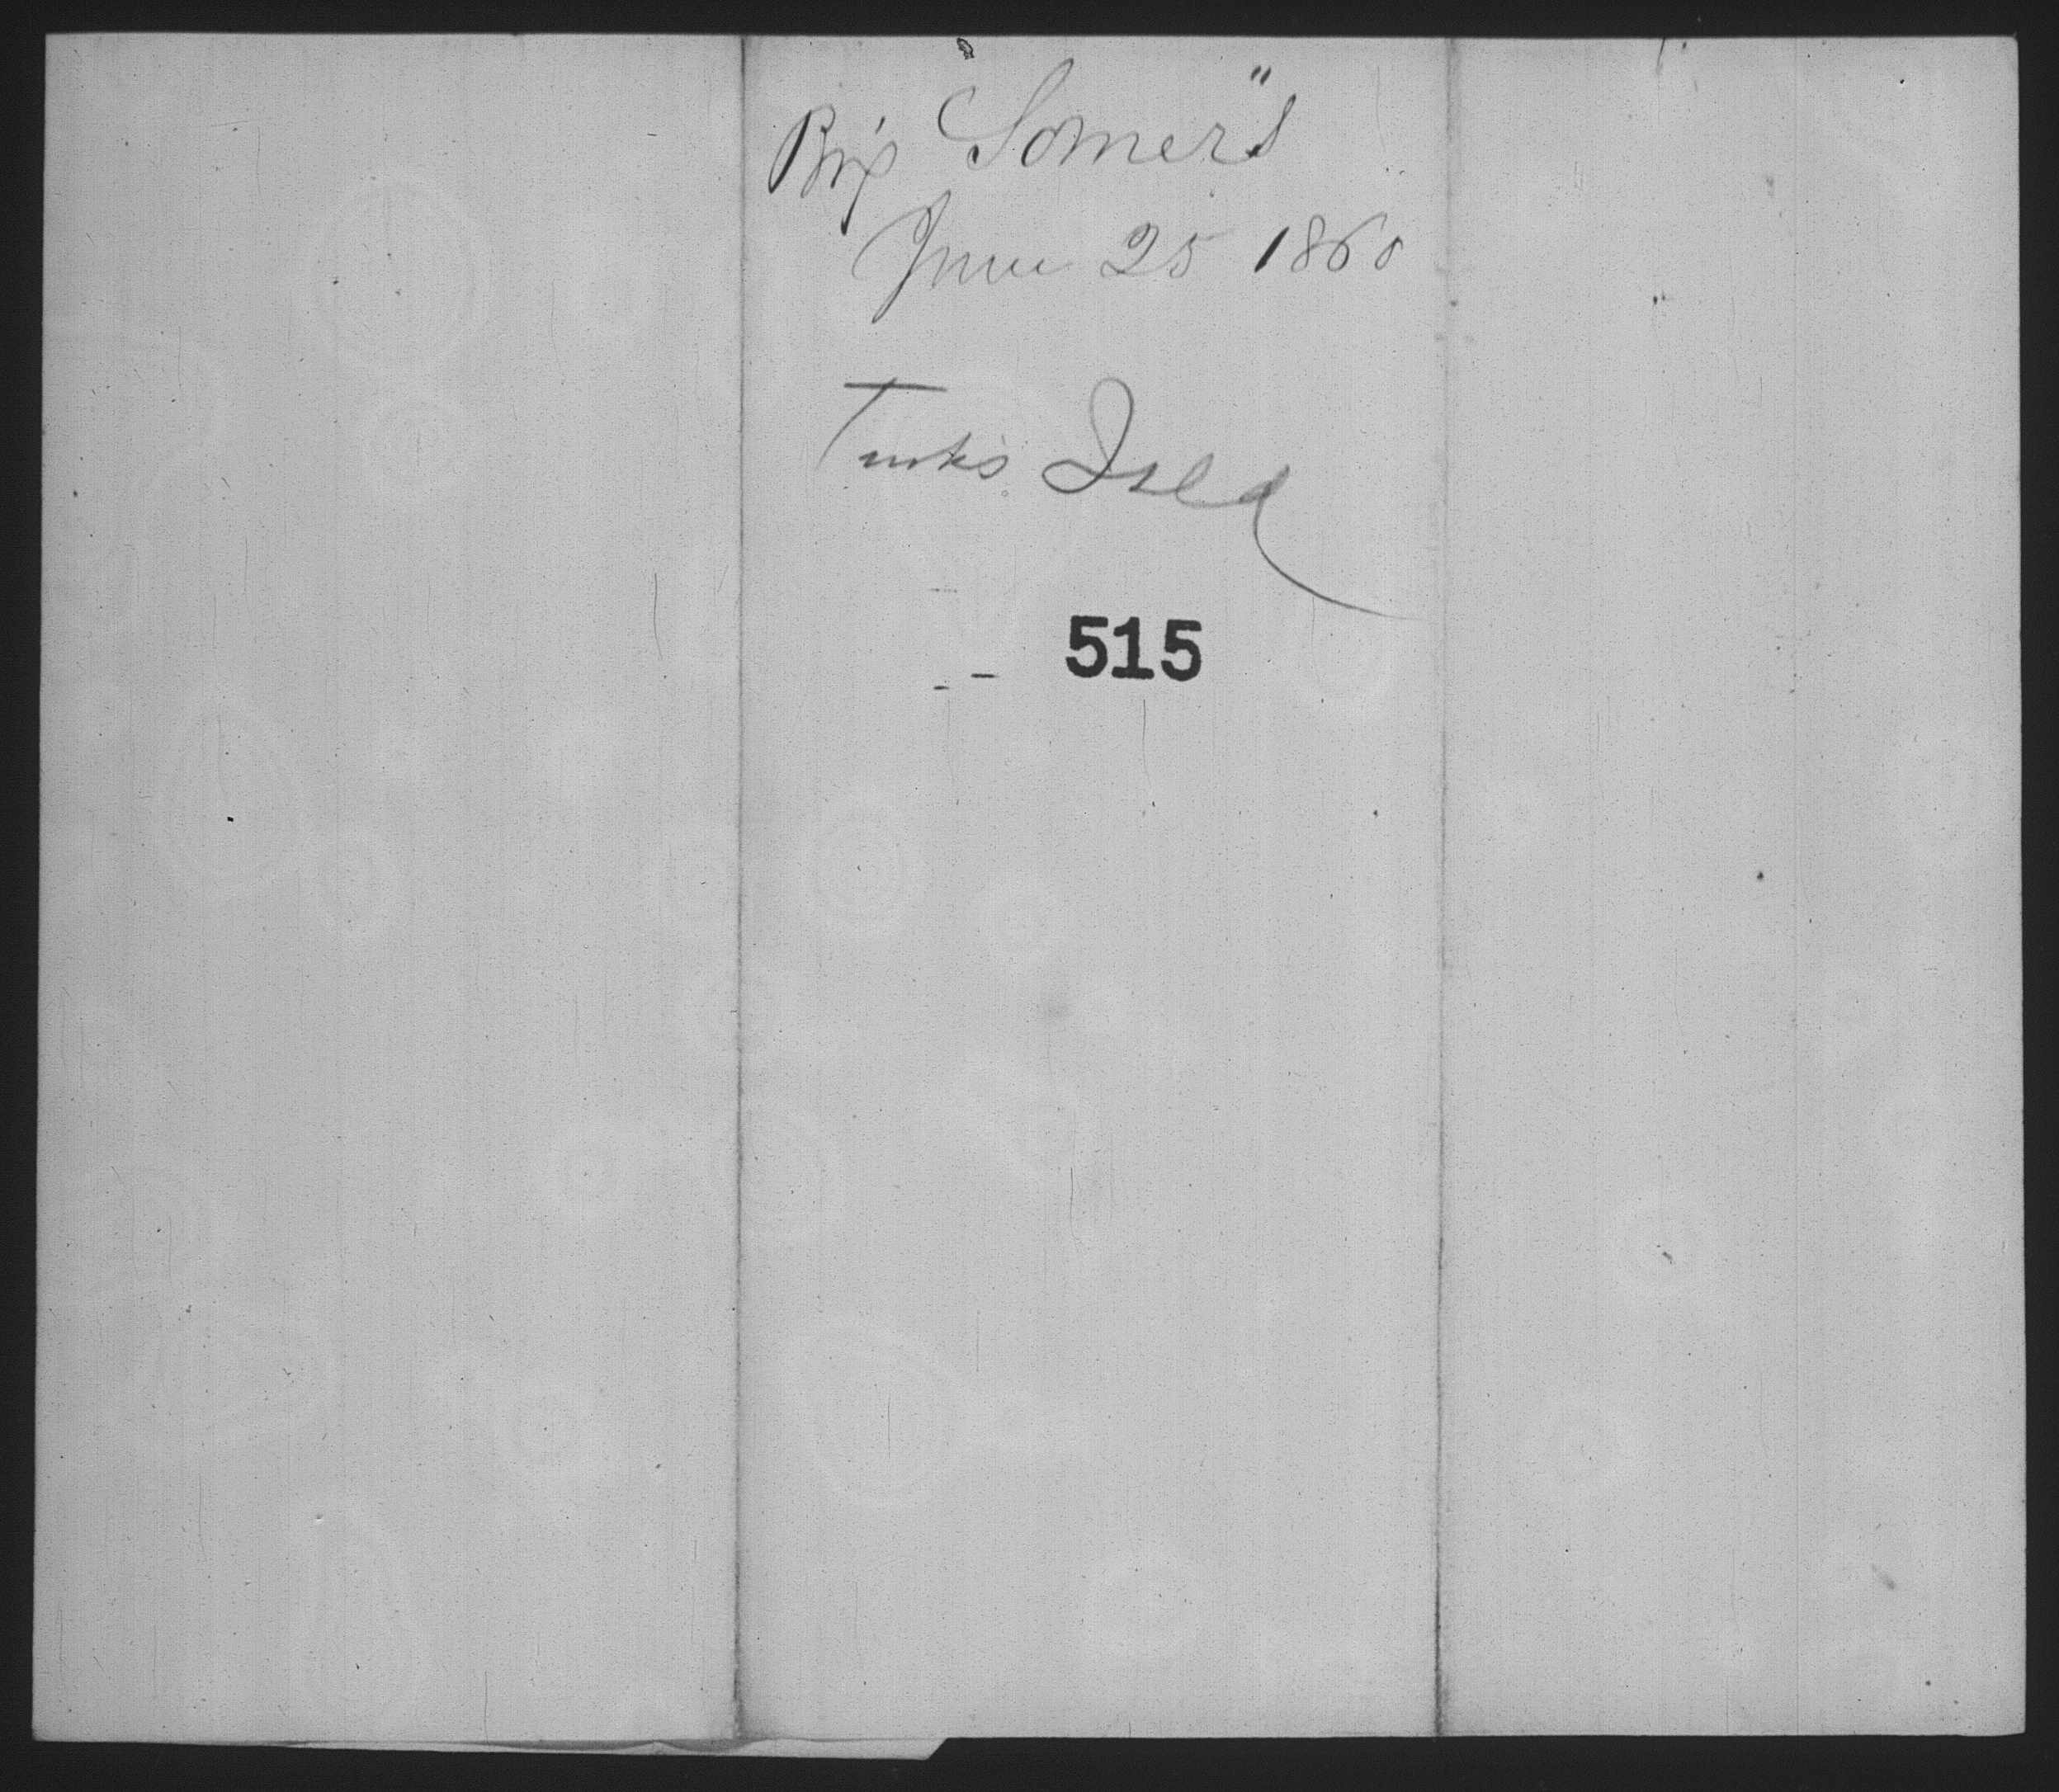 Brig "Somers"
June 25 1860
Turks Isld
515